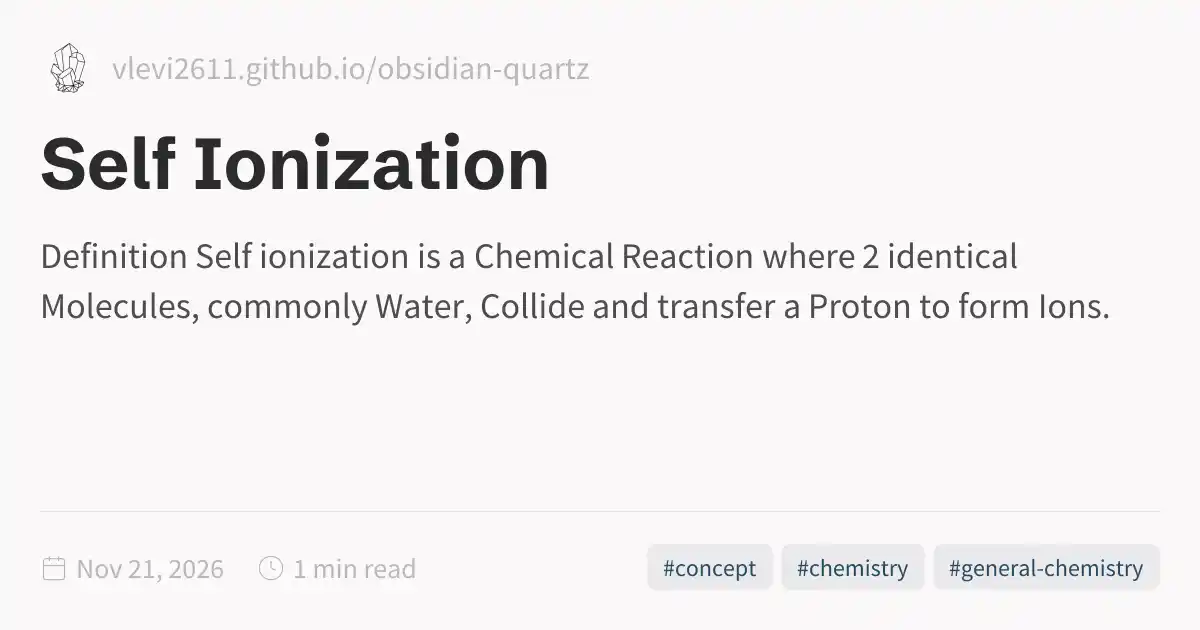 vlevi2611.github.io/obsidian-quartz
Self Ionization
Definition Self ionization is a Chemical Reaction where 2 identical
Molecules, commonly Water, Collide and transfer a Proton to form Ions.
Nov 21, 2026 1 min read #concept #chemistry #general-chemistry